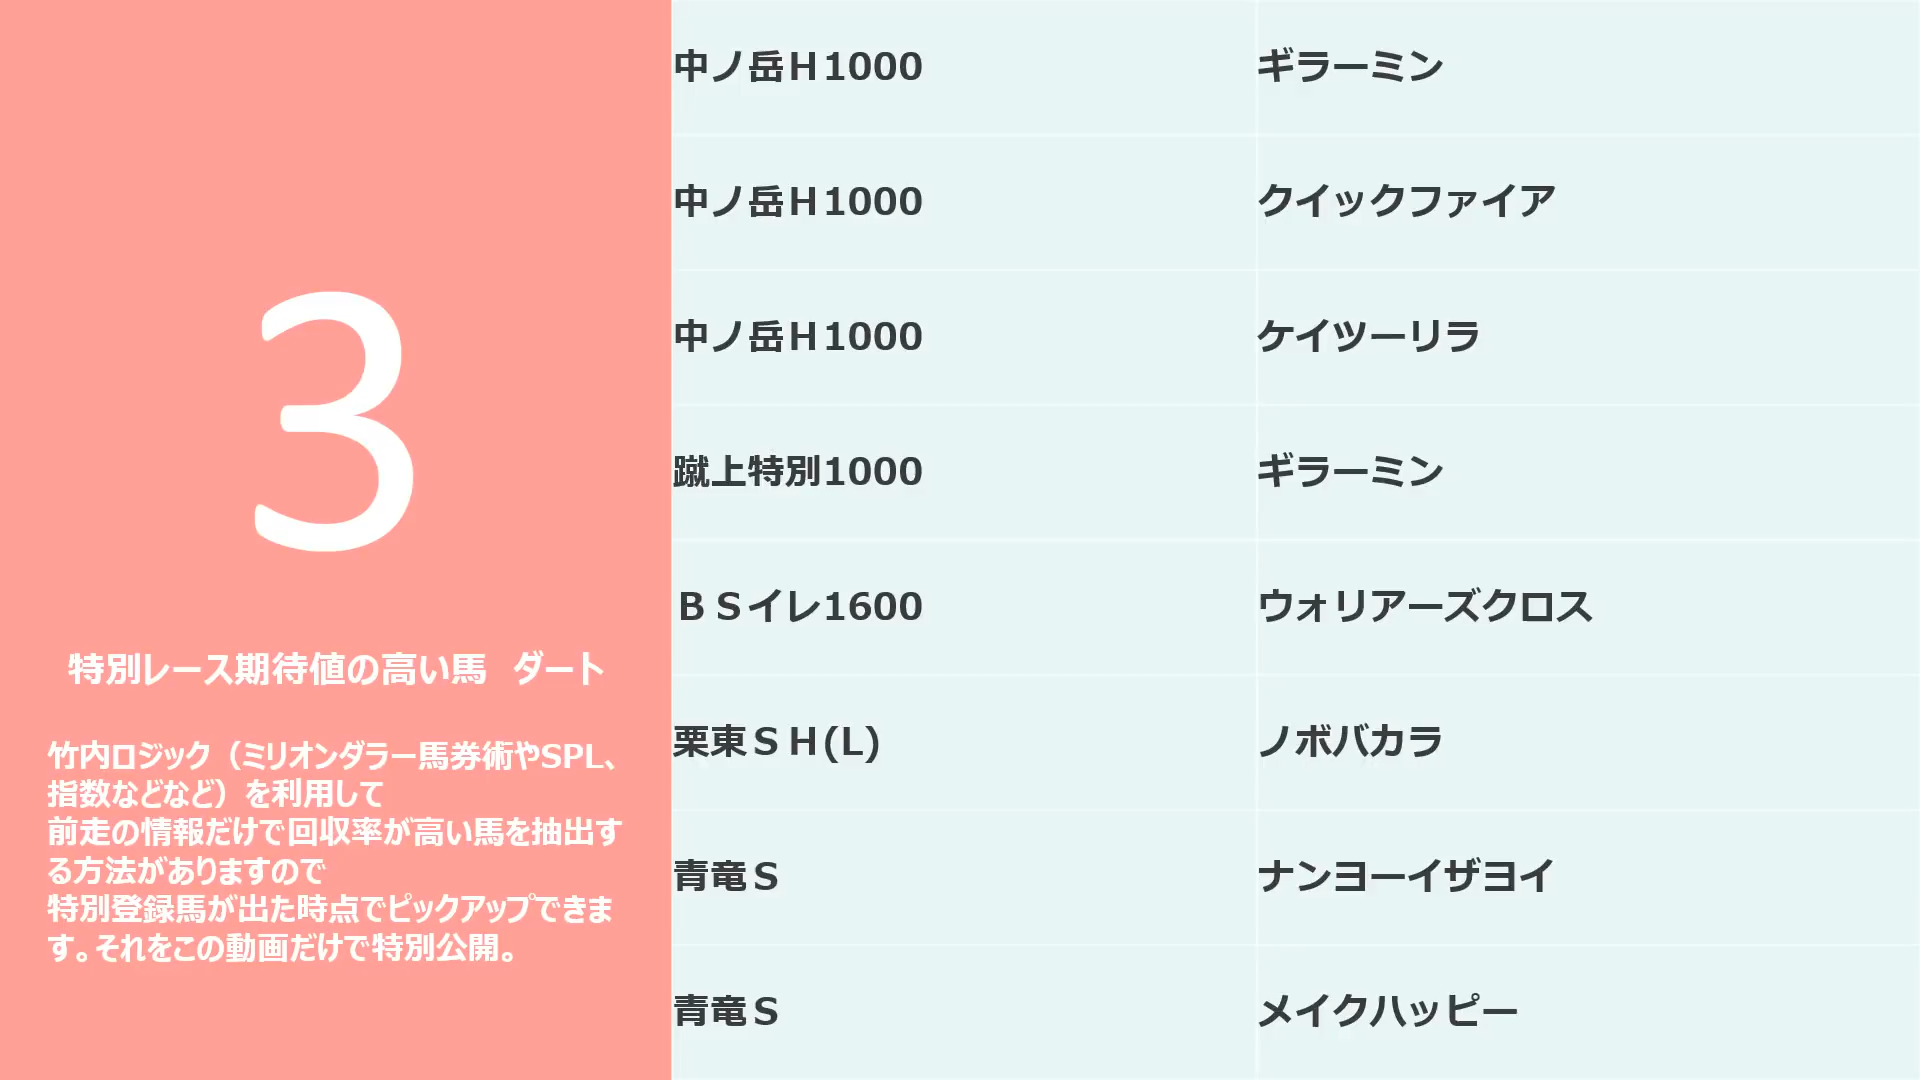 3
特別レース期待値の高い馬　ダート
竹内ロジック（ミリオンダラー馬券術やSPL、
指数などなど）を利用して
前走の情報だけで回収率が高い馬を抽出す
る方法がありますので
特別登録馬が出た時点でピックアップできま
す。それをこの動画だけで特別公開。
中ノ岳Ｈ1000 ギラーミン
中ノ岳Ｈ1000 クイックファイア
中ノ岳Ｈ1000 ケイツーリラ
蹴上特別1000 ギラーミン
ＢＳイレ1600 ウォリアーズクロス
栗東ＳＨ(L) ノボバカラ
青竜Ｓ ナンヨーイザヨイ
青竜Ｓ メイクハッピー